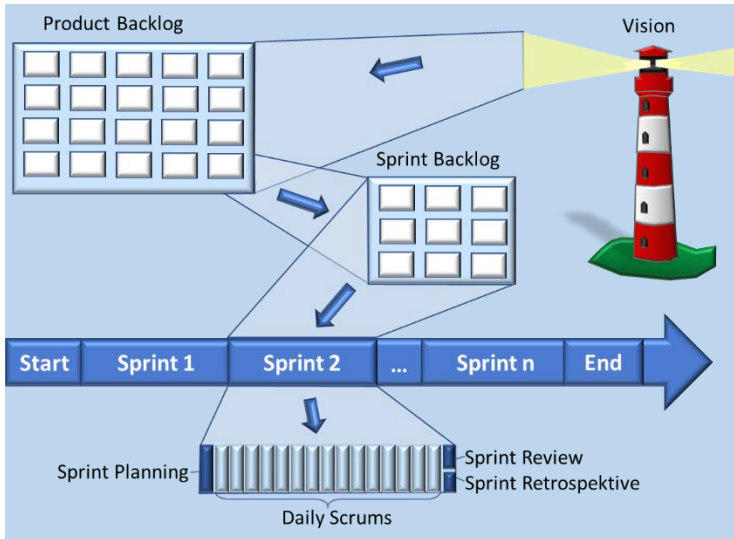 Product Backlog
Vision
Sprint Backlog
Start
Sprint 1
Sprint 2
...
Sprint n
End
Sprint Planning
Sprint Review
Sprint Retrospektive
Daily Scrums